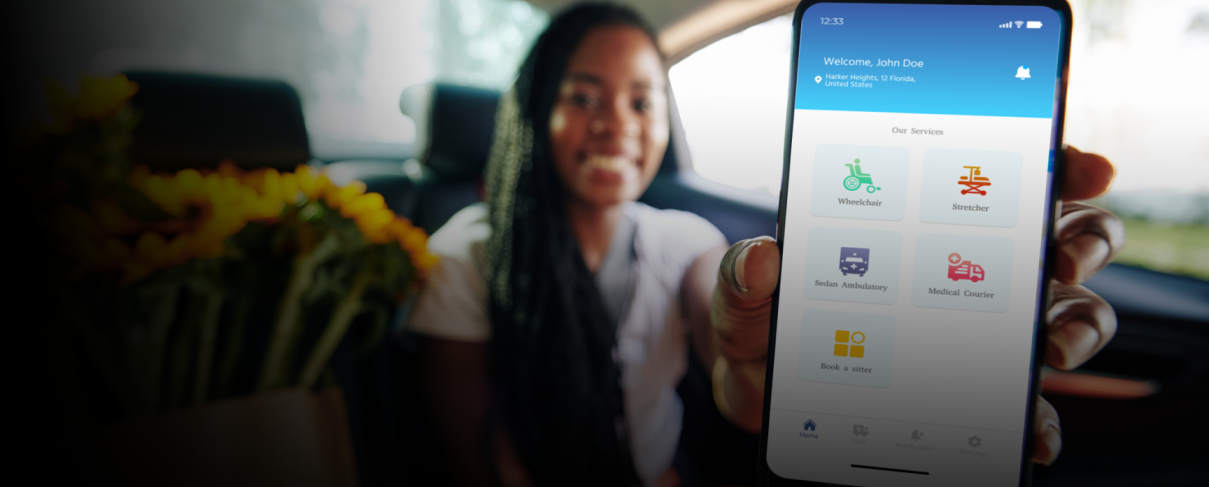 12:33
Welcome, John Doe
Harker Heights, 12 Florida,
United States
Our Services
Wheelchair
Stretcher
Sedan Ambulatory
Medical Courier
Book a sitter
Home